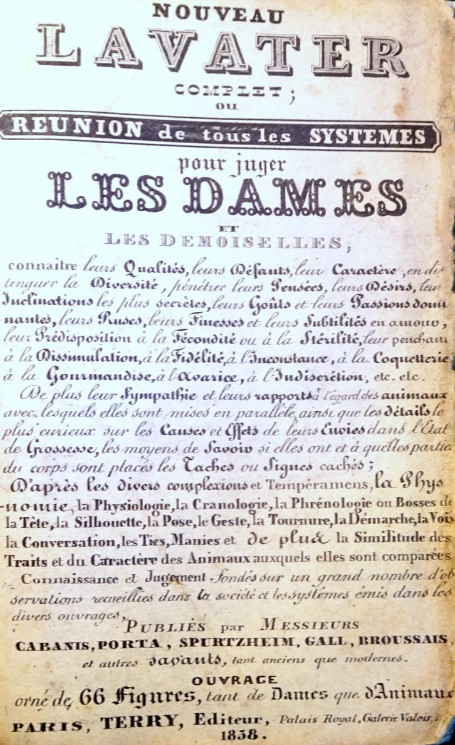 NOUVEAU
LAVATER
COMPLET;
OU
REUNION de tous les SYSTEMES
pour juger
LES DAMES
ET
LES DEMOISELLES,
connaître leurs Qualités, leurs Défauts, leur Caractère, en dis
tinguer la Diversité, pénétrer leurs Pensées, leurs Désirs, leur
Inclinations les plus secrètes, leurs Goûts et leurs Passions domi
nantes, leurs Ruses, leurs Finesses et leurs Subtilités en amour,
leur Prédisposition à la Fécondité ou à la Stérilité, leur penchant
à la Dissimulation, à la Fidélité, à l'Inconstance, à la Coquetterie
à la Gourmandise, à l'Avarice, à l'Indiscrétion, etc. etc.
De plus leur Sympathie et leurs rapports à l'égard des animaux
avec lesquels elles sont mises en parallèle, ainsi que les détails le
plus curieux sur les Causes et Effets de leurs Envies dans l'Etat
de Grossesse, les moyens de Savoir si elles ont et à quelles partie
du corps sont placés les Taches ou Signes cachés;
D'après les divers complexions et Tempéramens, la Phys
-nomie, la Physiologie, la Cranologie, la Phrénologie ou Bosses de
la Tête, la Silhouette, la Pose, le Geste, la Tournure, la Démarche, la Voix
la Conversation, les Tics, Manies et de plus la Similitude des
Traits et du Caractère des Animaux auxquels elles sont comparées
Connaissance et Jugement fondés sur un grand nombre d'ob
servations recueillies dans la société et les systèmes émis dans les
divers ouvrages,
PUBLIÉS par MESSIEURS
CABANIS, PORTA, SPURTZHEIM, GALL, BROUSSAIS,
et autres savants, tant anciens que modernes.
OUVRAGE
orné de 66 Figures, tant de Dames que d'Animaux
PARIS, TERRY, Editeur, Palais Royal, Galerie Valois,
1838.